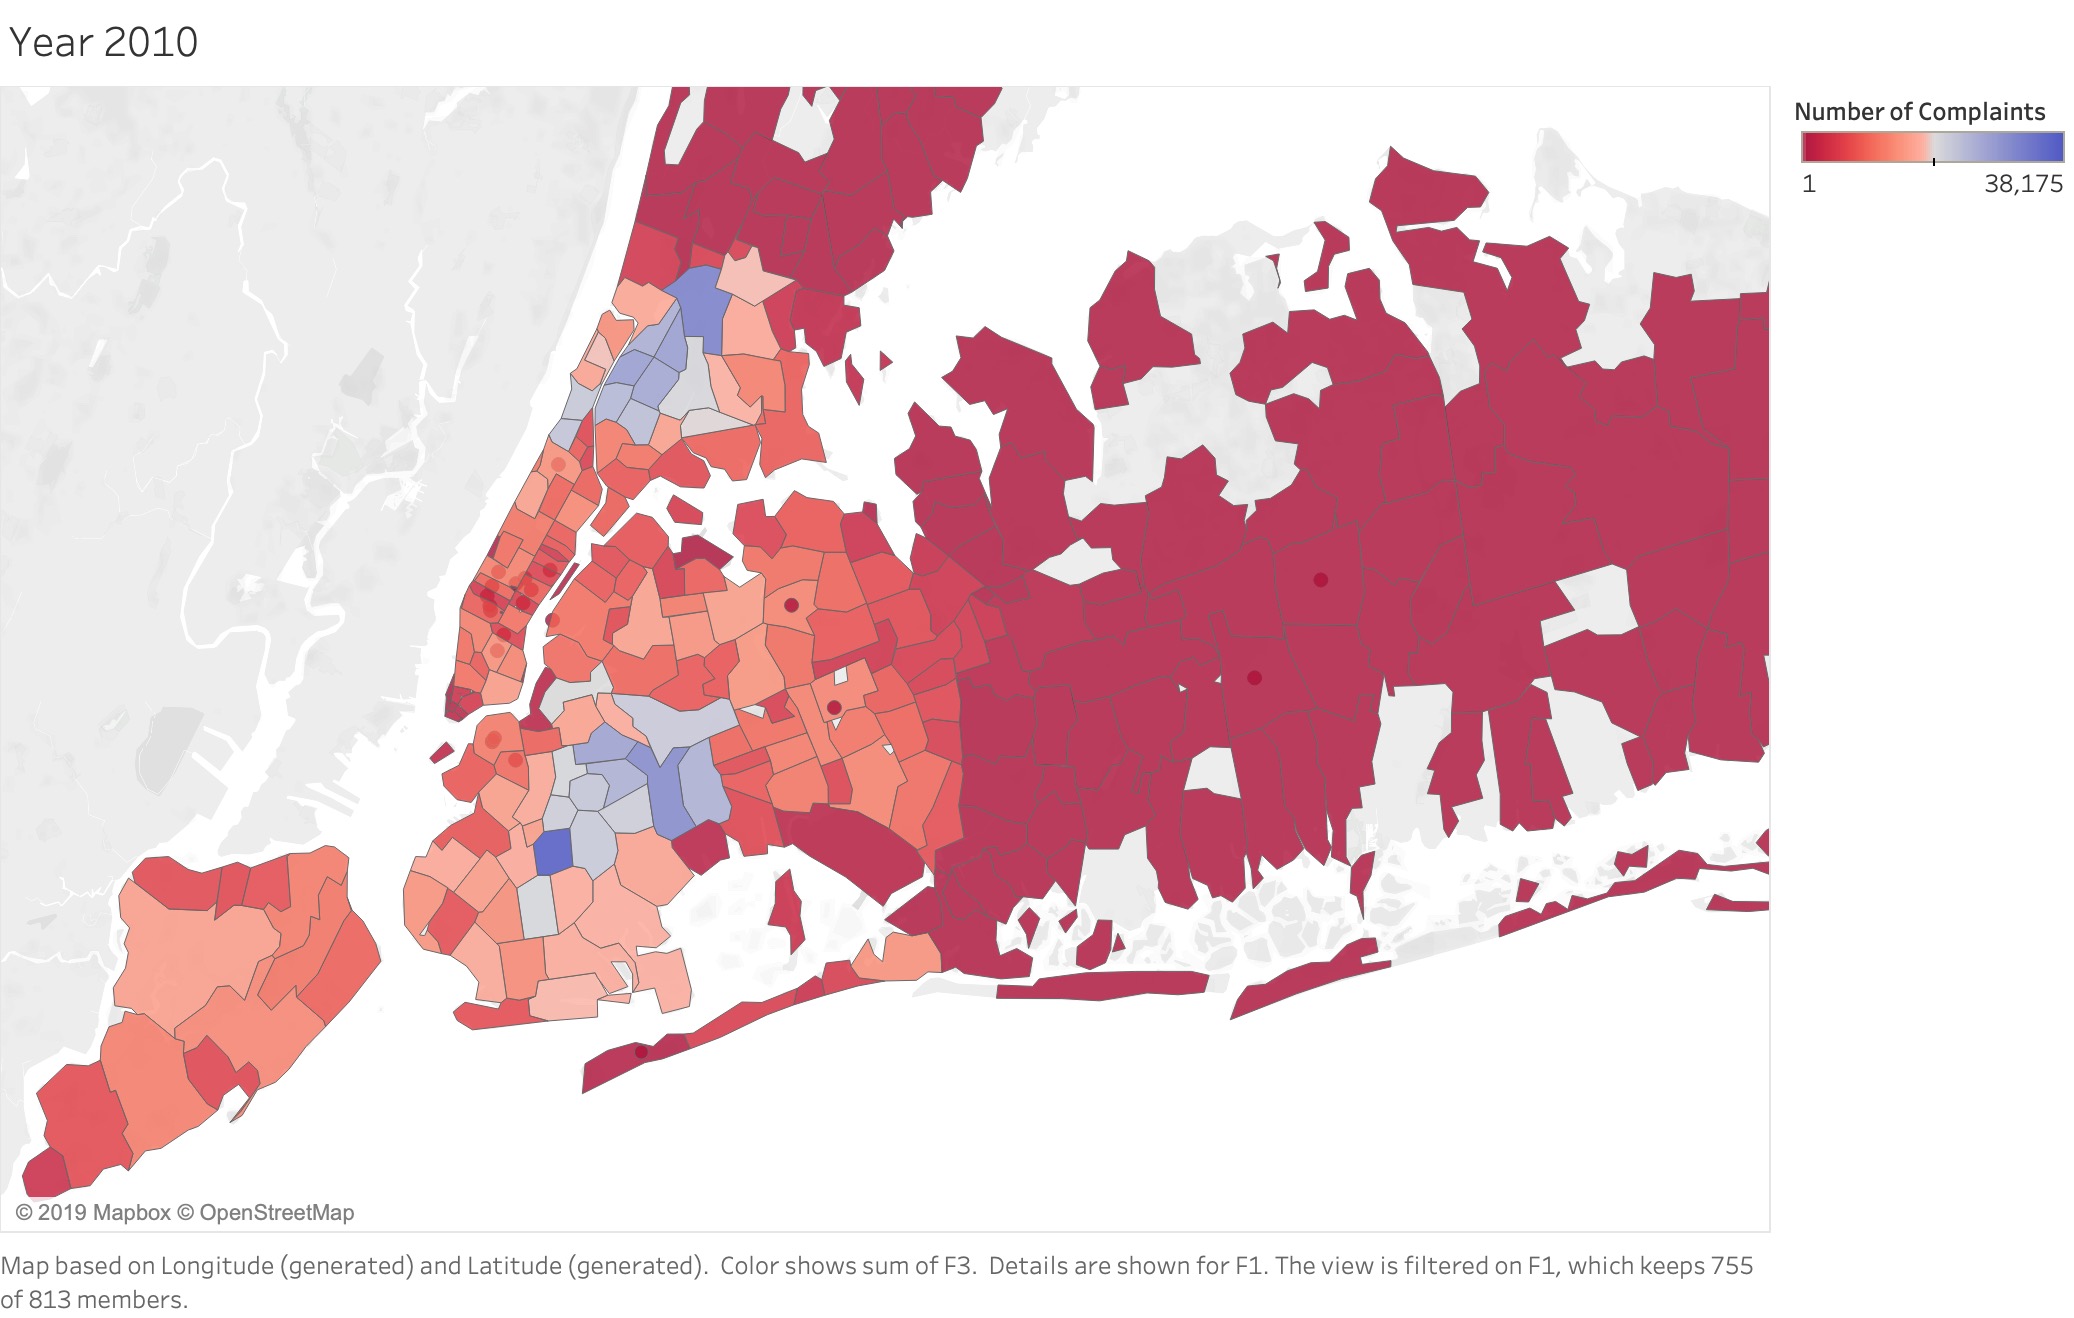 Year 2010
Number of Complaints
1 38,175
© 2019 Mapbox © OpenStreetMap
Map based on Longitude (generated) and Latitude (generated). Color shows sum of F3. Details are shown for F1. The view is filtered on F1, which keeps 755
of 813 members.